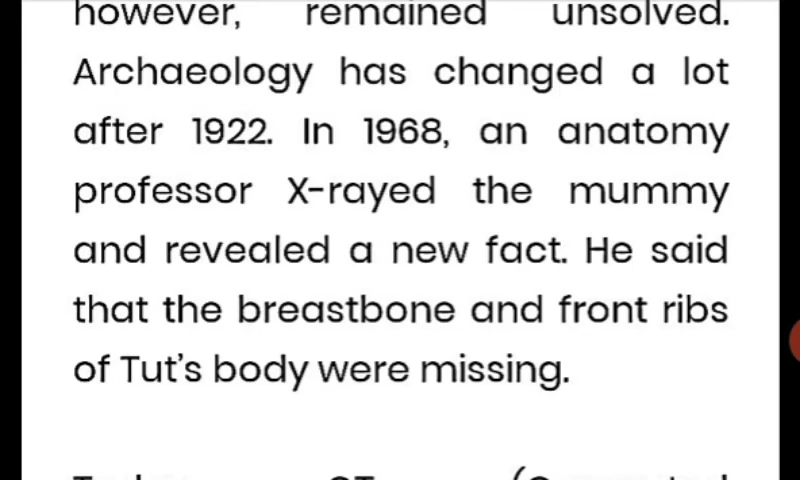 however, remained unsolved.
Archaeology has changed a lot
after 1922. In 1968, an anatomy
professor X-rayed the mummy
and revealed a new fact. He said
that the breastbone and front ribs
of Tut's body were missing.